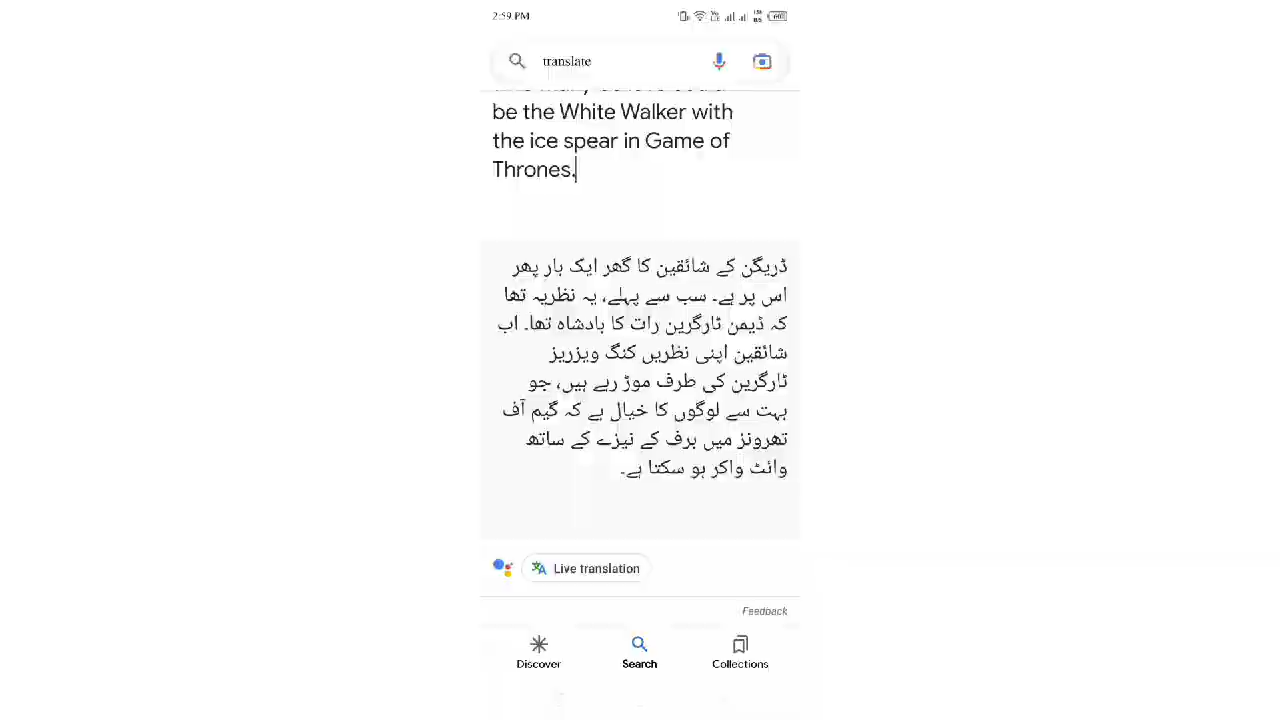 2:59 PM
translate
be the White Walker with
the ice spear in Game of
Thrones.
ڈریگن کے شائقین کا گھر ایک بار پھر
اس پر ہے۔ سب سے پہلے، یہ نظریہ تھا
کہ ڈیمن ٹارگرین رات کا بادشاہ تھا۔ اب
شائقین اپنی نظریں کنگ ویزریز
ٹارگرین کی طرف موڑ رہے ہیں، جو
بہت سے لوگوں کا خیال ہے کہ گیم آف
تھرونز میں برف کے نیزے کے ساتھ
وائٹ واکر ہو سکتا ہے۔
Live translation
Feedback
Discover
Search
Collections